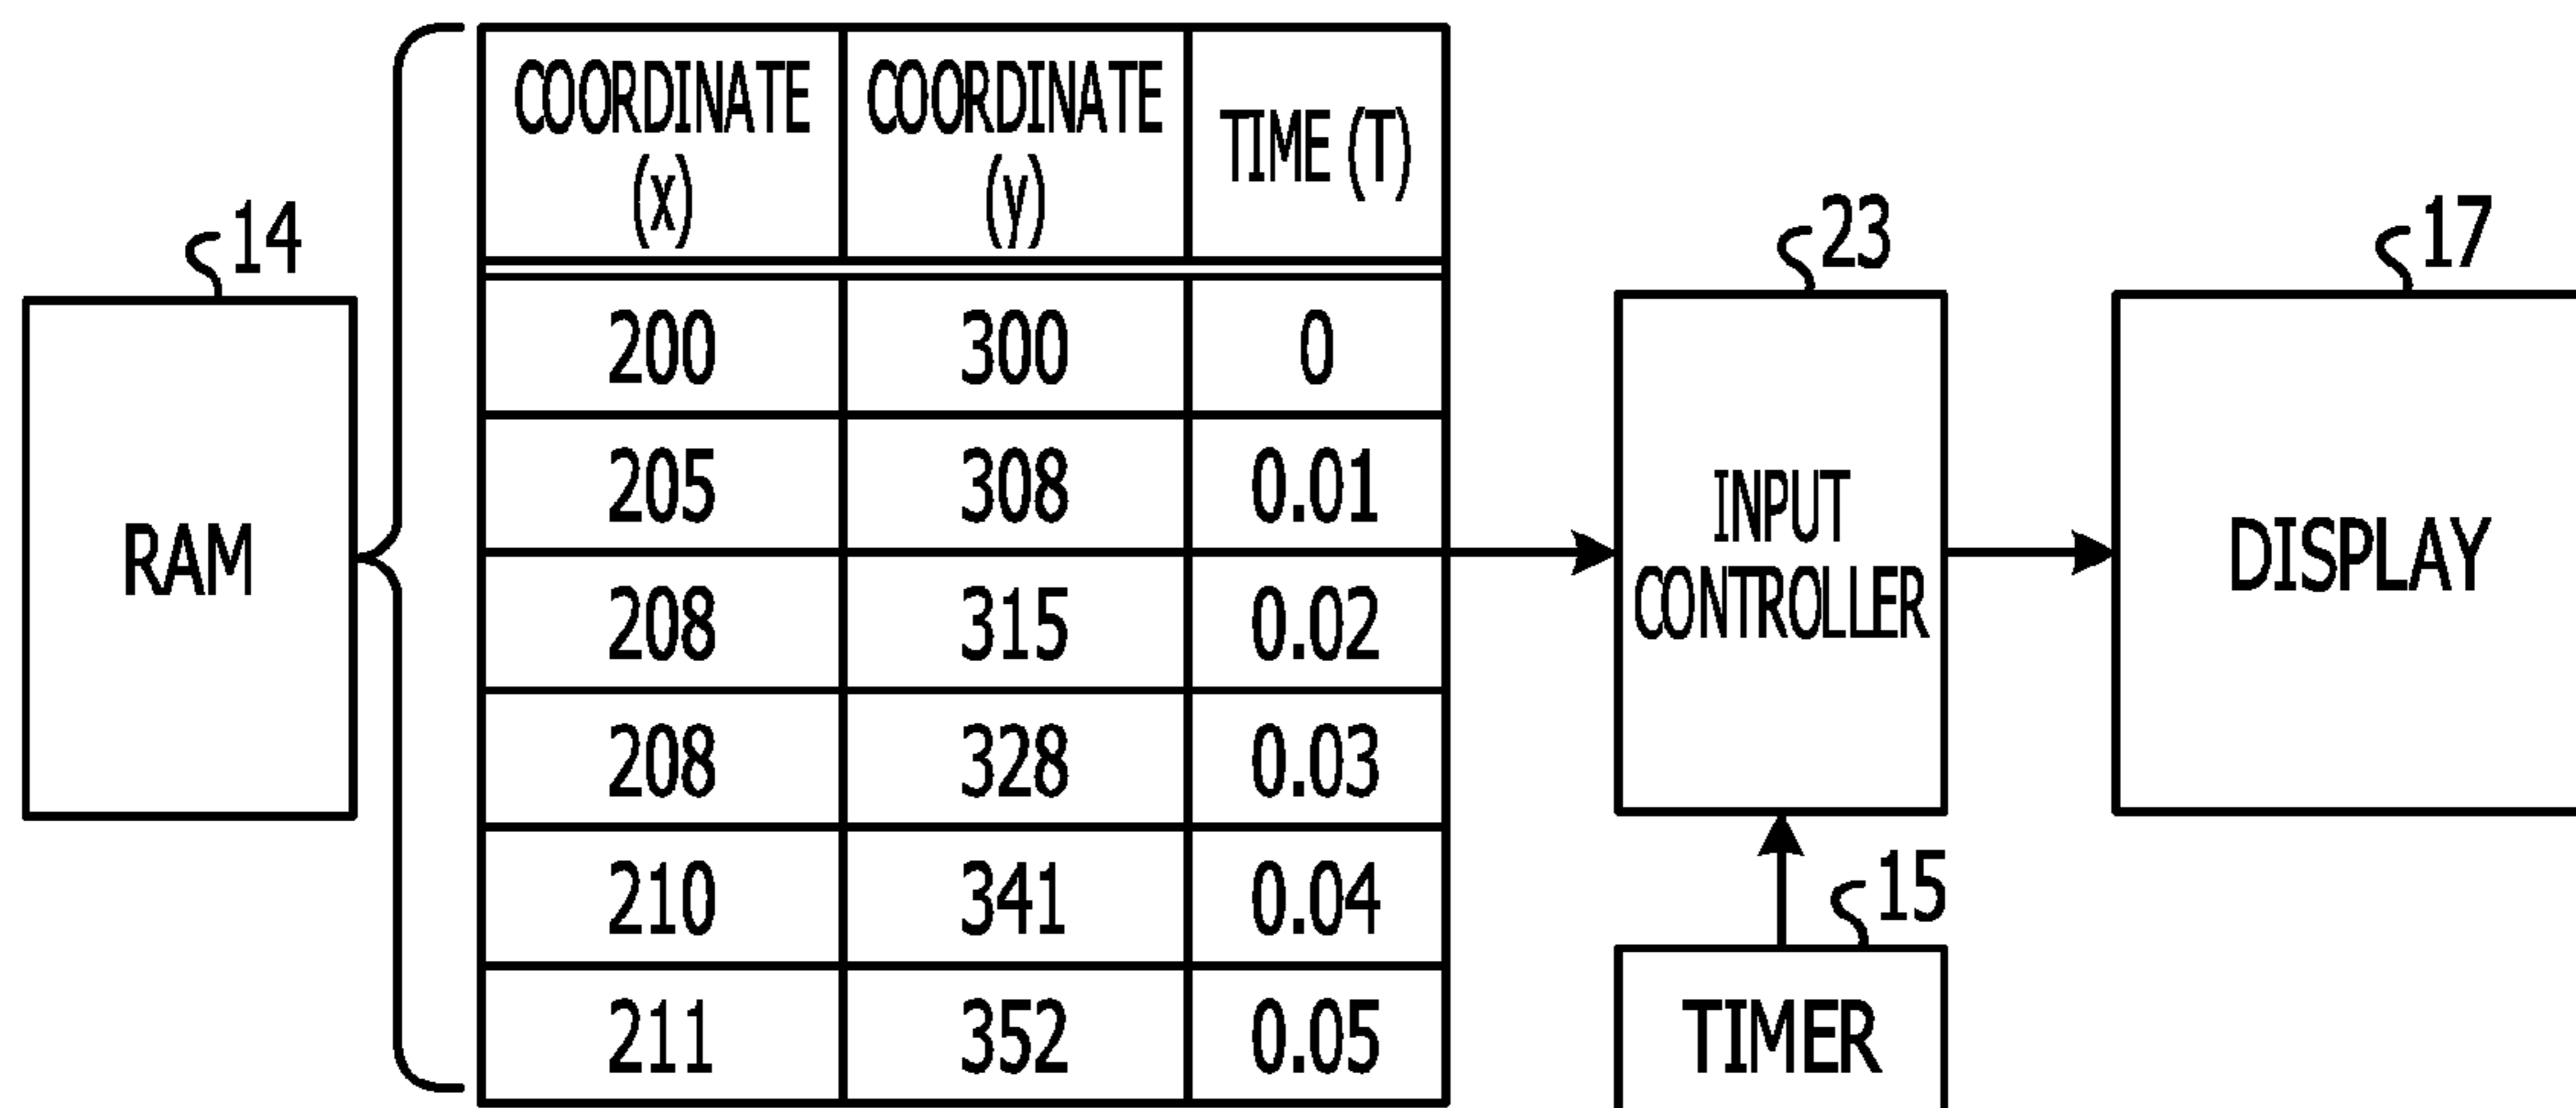 14
RAM
COORDINATE (x) COORDINATE (y) TIME (T)
200 300 0
205 308 0.01
208 315 0.02
208 328 0.03
210 341 0.04
211 352 0.05
23
INPUT
CONTROLLER
17
DISPLAY
15
TIMER